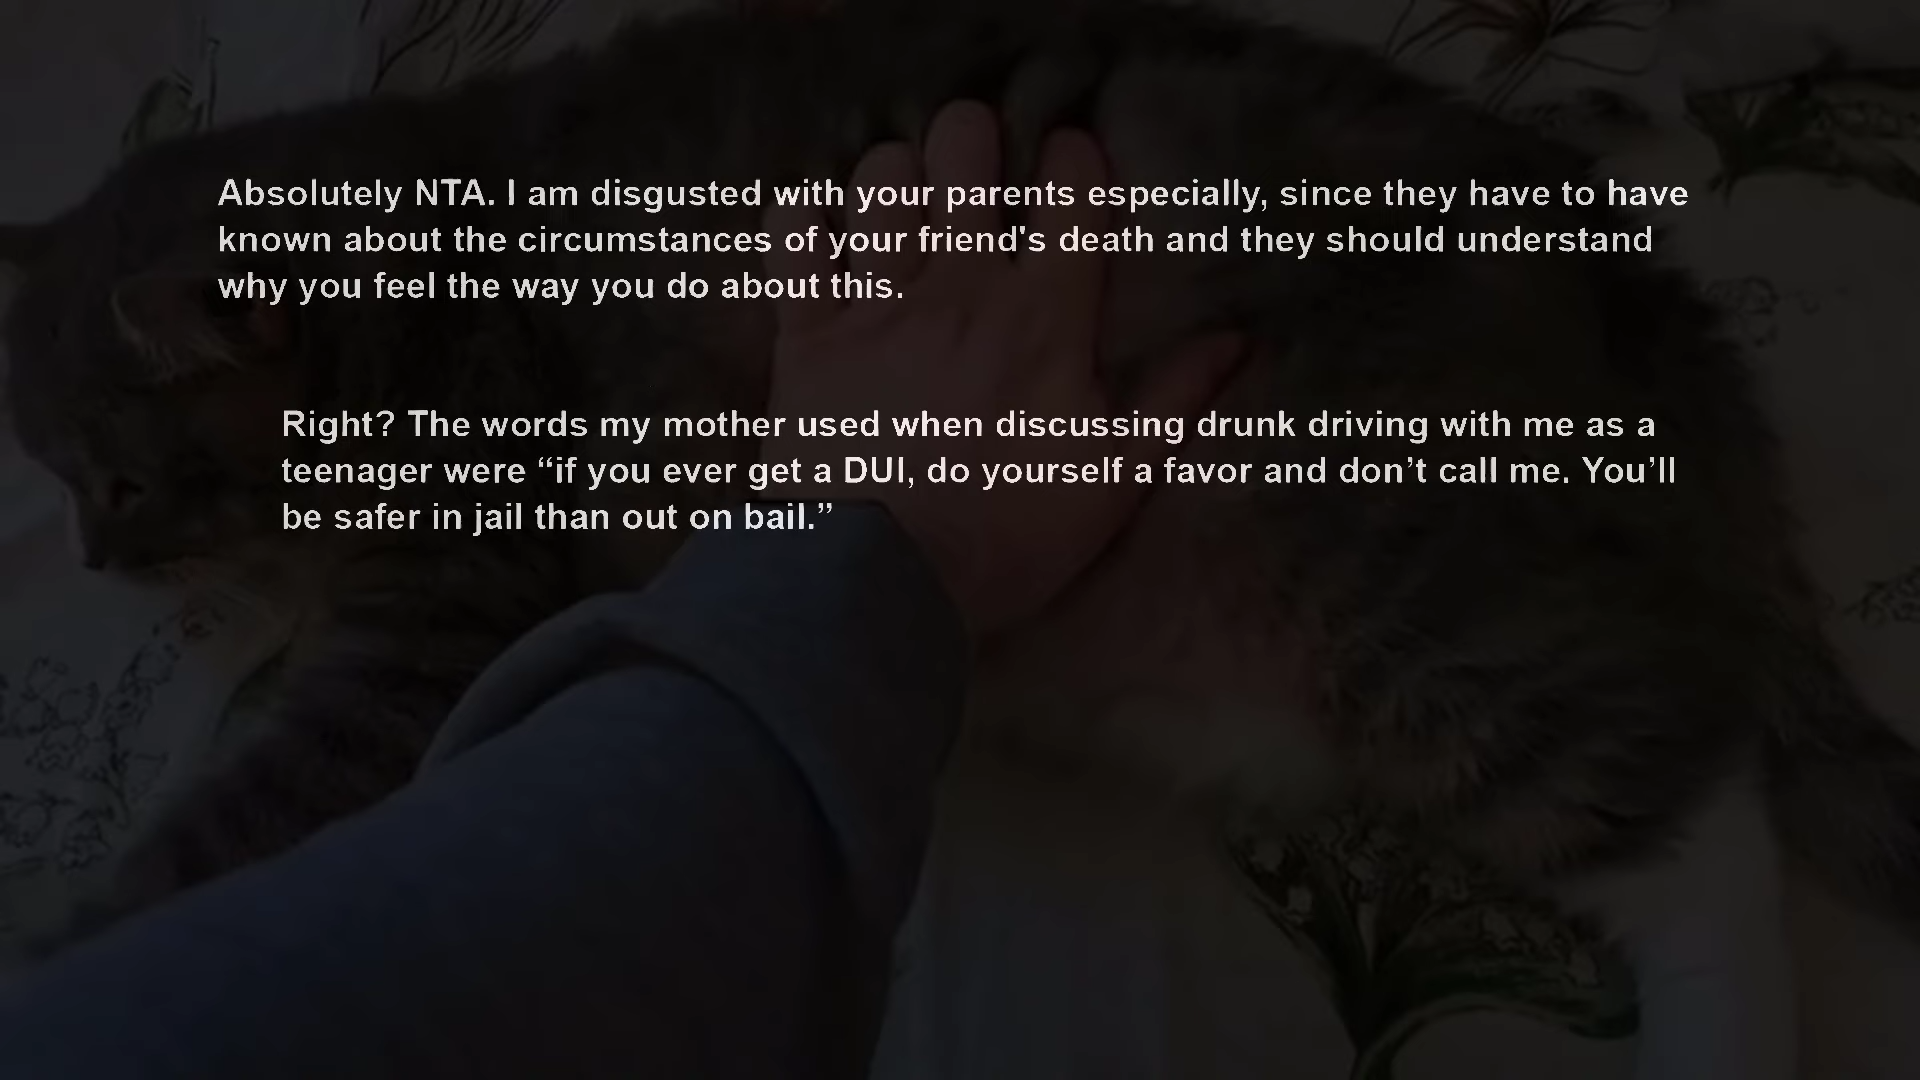 Absolutely NTA. I am disgusted with your parents especially, since they have to have
known about the circumstances of your friend's death and they should understand
why you feel the way you do about this.
Right? The words my mother used when discussing drunk driving with me as a
teenager were “if you ever get a DUI, do yourself a favor and don’t call me. You’ll
be safer in jail than out on bail.”